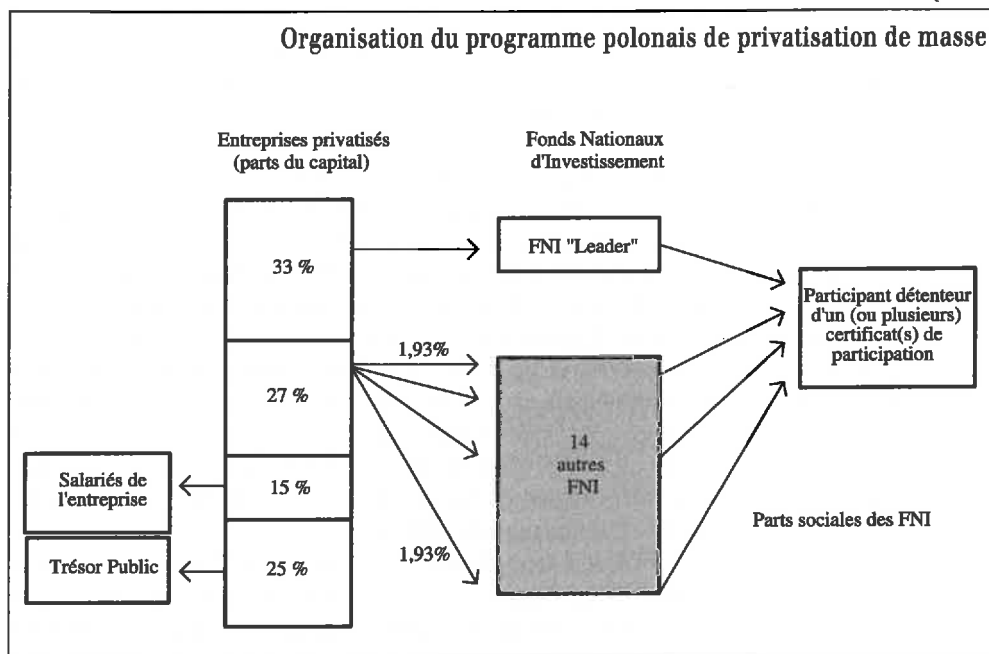 Organisation du programme polonais de privatisation de masse
Entreprises privatisés
(parts du capital)
Fonds Nationaux
d'Investissement
33 %
FNI "Leader"
Participant détenteur
d'un (ou plusieurs)
certificat(s) de
participation
1,93%
27 %
14
autres
FNI
Salariés de
l'entreprise
15 %
Parts sociales des FNI
1,93%
Trésor Public
25 %